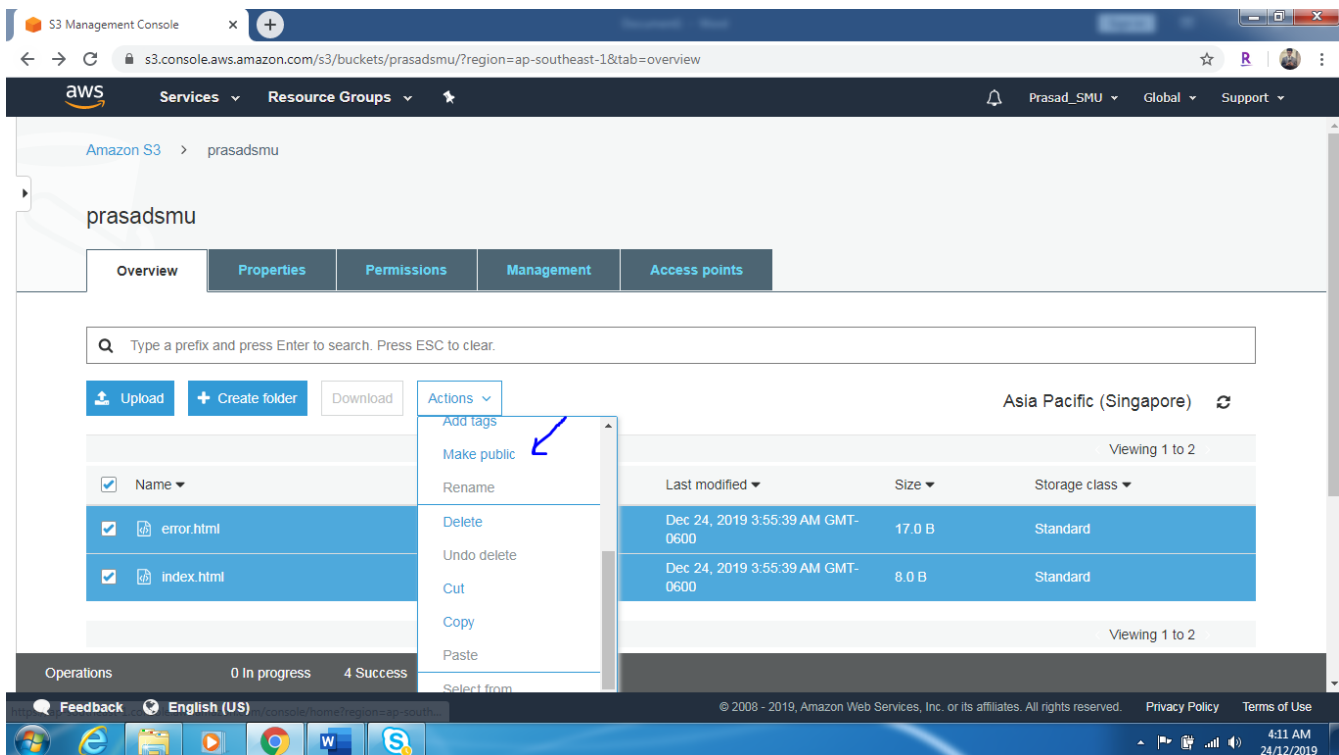 S3 Management Console
s3.console.aws.amazon.com/s3/buckets/prasadsmu/?region=ap-southeast-1&tab=overview
R
aws Services Resource Groups Prasad_SMU Global Support
Amazon S3 > prasadsmu
prasadsmu
Overview Properties Permissions Management Access points
Type a prefix and press Enter to search. Press ESC to clear.
Upload Create folder Download Actions Asia Pacific (Singapore)
Add tags
Viewing 1 to 2
Make public
Name Last modified Size Storage class
Rename
error.html Dec 24, 2019 3:55:39 AM GMT-0600 17.0 B Standard
Delete
Undo delete
index.html Dec 24, 2019 3:55:39 AM GMT-0600 8.0 B Standard
Cut
Copy
Viewing 1 to 2
Paste
Operations 0 In progress 4 Success
Select from
Feedback English (US) © 2008 - 2019, Amazon Web Services, Inc. or its affiliates. All rights reserved. Privacy Policy Terms of Use
4:11 AM
24/12/2019